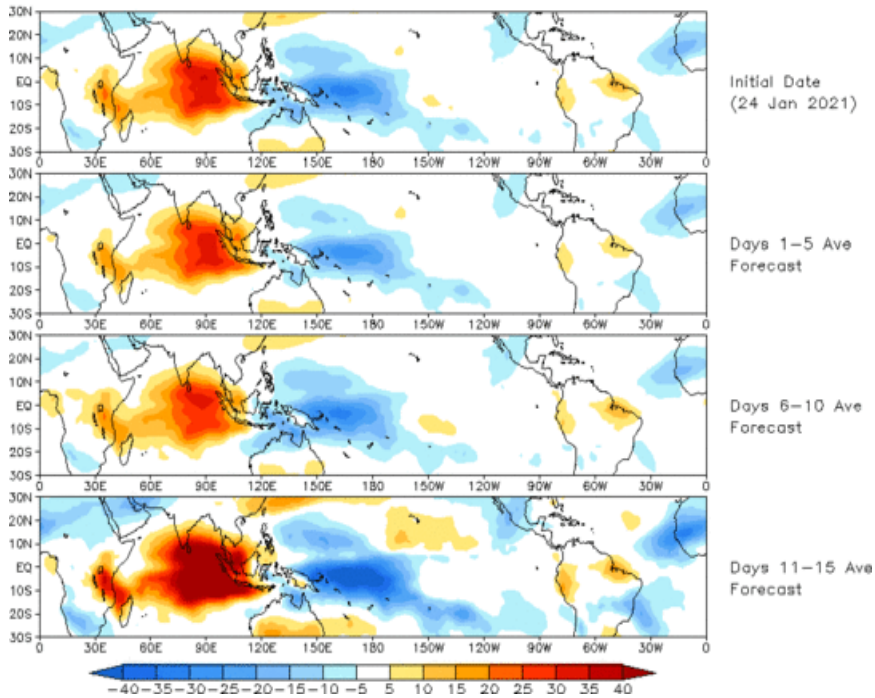 30N
20N
10N
EQ
10S
20S
30S
0 30E 60E 90E 120E 150E 180 150W 120W 90W 60W 30W 0
Initial Date
(24 Jan 2021)
30N
20N
10N
EQ
10S
20S
30S
0 30E 60E 90E 120E 150E 180 150W 120W 90W 60W 30W 0
Days 1-5 Ave
Forecast
30N
20N
10N
EQ
10S
20S
30S
0 30E 60E 90E 120E 150E 180 150W 120W 90W 60W 30W 0
Days 6-10 Ave
Forecast
30N
20N
10N
EQ
10S
20S
30S
0 30E 60E 90E 120E 150E 180 150W 120W 90W 60W 30W 0
Days 11-15 Ave
Forecast
-40 -35 -30 -25 -20 -15 -10 -5 5 10 15 20 25 30 35 40